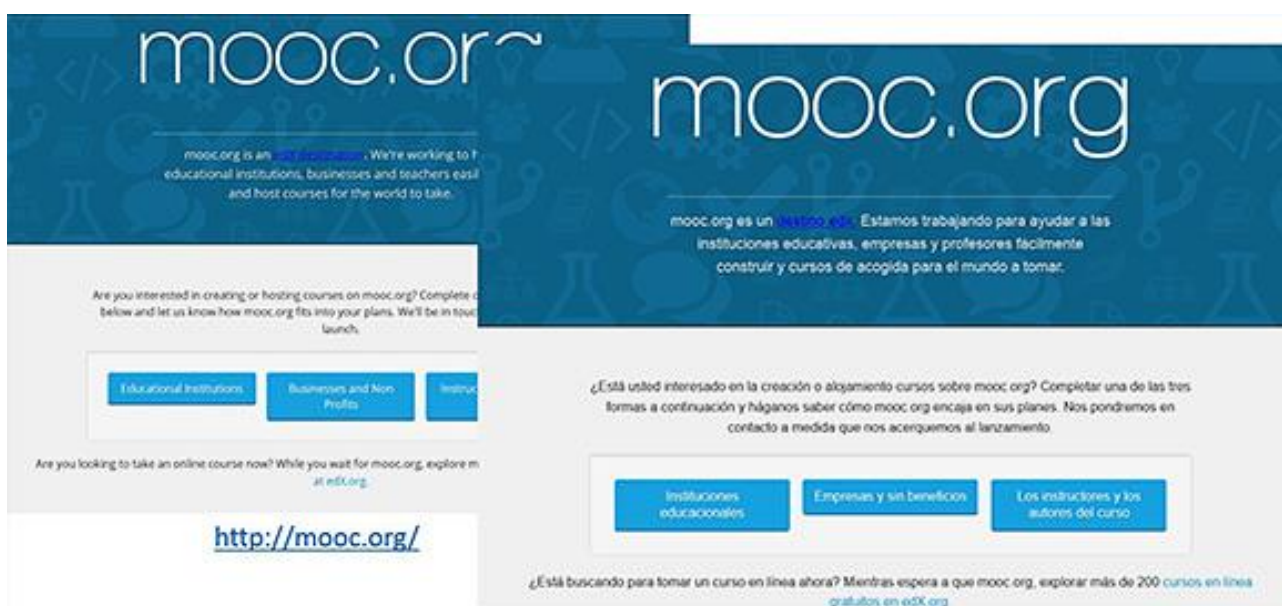 mooc.or
mooc.org is an edX destination. We're working to h
educational institutions, businesses and teachers easil
and host courses for the world to take.
Are you interested in creating or hosting courses on mooc.org? Complete
below and let us know how mooc.org fits into your plans. We'll be in touc
launch.
Educational Institutions
Businesses and Non
Profits
Instruc
Are you looking to take an online course now? While you wait for mooc.org, explore m
at edX.org.
http://mooc.org/
mooc.org
mooc.org es un destino edX. Estamos trabajando para ayudar a las
instituciones educativas, empresas y profesores fácilmente
construir y cursos de acogida para el mundo a tomar.
¿Está usted interesado en la creación o alojamiento cursos sobre mooc.org? Completar una de las tres
formas a continuación y háganos saber cómo mooc.org encaja en sus planes. Nos pondremos en
contacto a medida que nos acerquemos al lanzamiento.
Instituciones
educacionales
Empresas y sin beneficios
Los instructores y los
autores del curso
¿Está buscando para tomar un curso en línea ahora? Mientras espera a que mooc.org, explorar más de 200 cursos en línea
gratuitos en edX.org